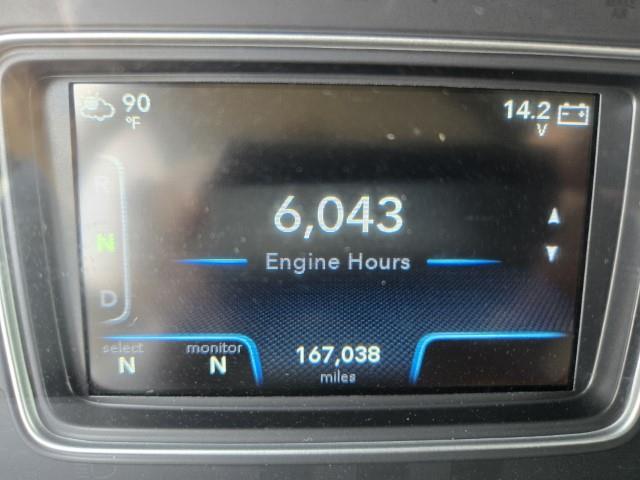 90
°F
14.2
V
6,043
Engine Hours
R
N
D
select
monitor
N
N
167,038
miles